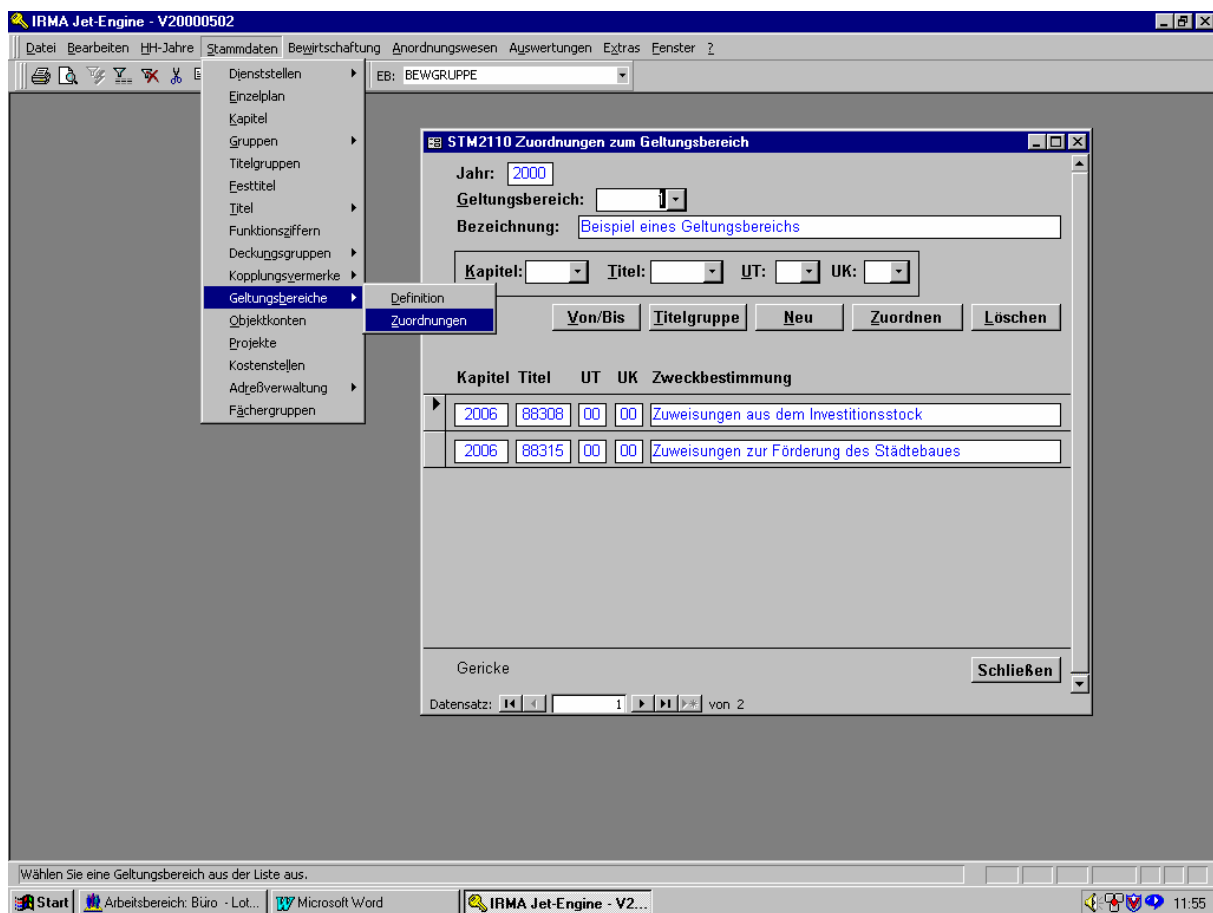 IRMA Jet-Engine - V20000502
Datei Bearbeiten HH-Jahre Stammdaten Bewirtschaftung Anordnungswesen Auswertungen Extras Fenster ?
EB: BEWGRUPPE
Dienststellen
Einzelplan
Kapitel
Gruppen
Titelgruppen
Festtitel
Titel
Funktionsziffern
Deckungsgruppen
Kopplungsvermerke
Geltungsbereiche
Objektkonten
Projekte
Kostenstellen
Adreßverwaltung
Fächergruppen
Definition
Zuordnungen
STM2110 Zuordnungen zum Geltungsbereich
Jahr: 2000
Geltungsbereich: 1
Bezeichnung: Beispiel eines Geltungsbereichs
Kapitel: Titel: UT: UK:
Von/Bis Titelgruppe Neu Zuordnen Löschen
Kapitel Titel UT UK Zweckbestimmung
2006 88308 00 00 Zuweisungen aus dem Investitionsstock
2006 88315 00 00 Zuweisungen zur Förderung des Städtebaues
Gericke
Schließen
Datensatz: 1 von 2
Wählen Sie eine Geltungsbereich aus der Liste aus.
Start Arbeitsbereich: Büro - Lot... Microsoft Word IRMA Jet-Engine - V2... 11:55